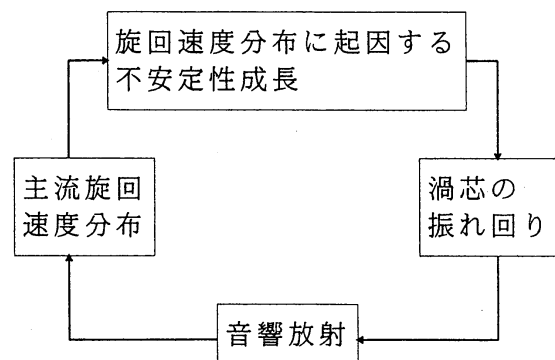 旋回速度分布に起因する
不安定性成長
主流旋回
速度分布
渦芯の
振れ回り
音響放射